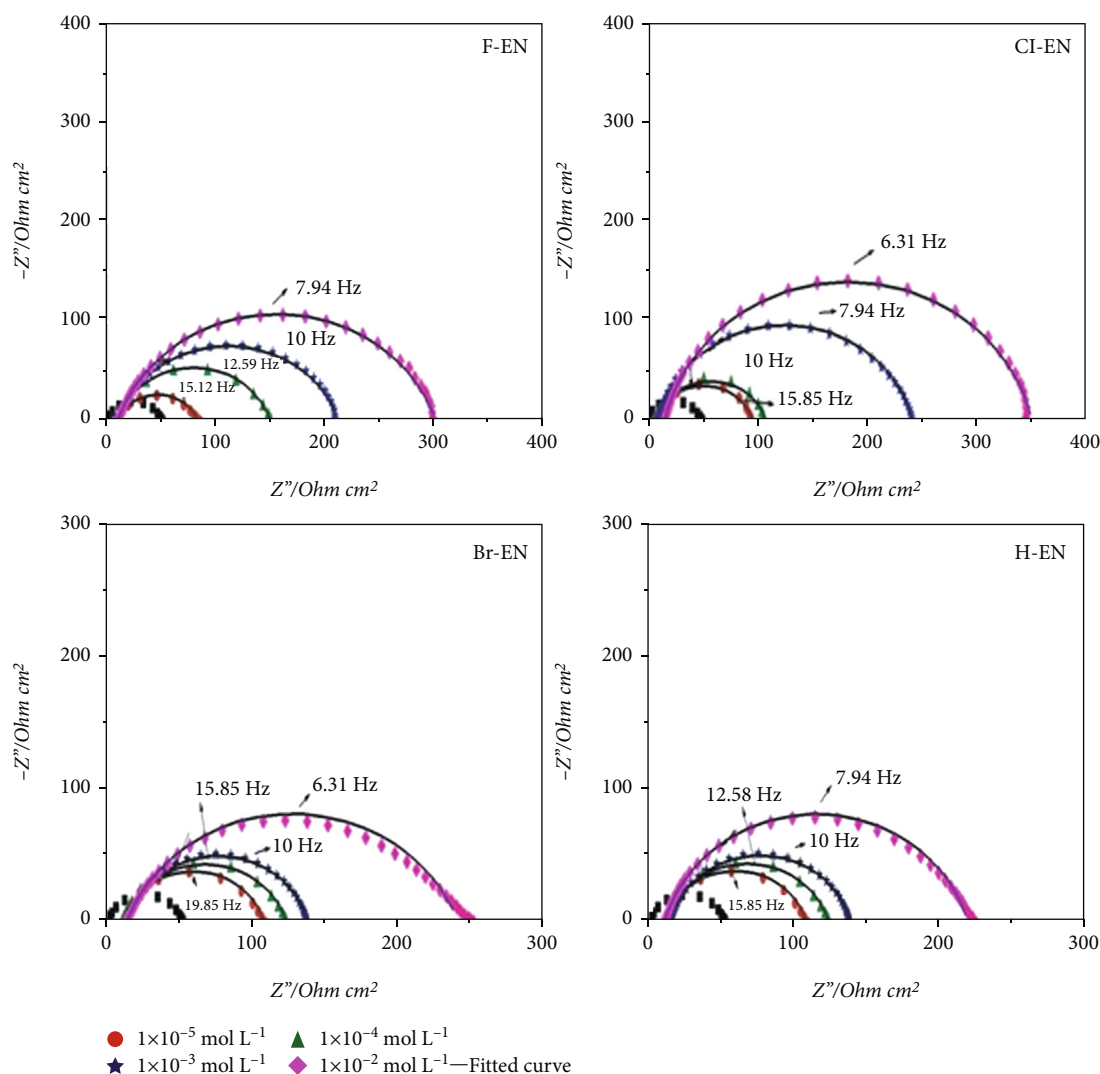 F-EN
400
300
200
100
0
−Z”/Ohm cm²
7.94 Hz
10 Hz
12.59 Hz
15.12 Hz
0 100 200 300 400
Z”/Ohm cm²
CI-EN
400
300
200
100
0
−Z”/Ohm cm²
6.31 Hz
7.94 Hz
10 Hz
15.85 Hz
0 100 200 300 400
Z”/Ohm cm²
Br-EN
300
200
100
0
−Z”/Ohm cm²
15.85 Hz
6.31 Hz
10 Hz
19.85 Hz
0 100 200 300
Z”/Ohm cm²
H-EN
300
200
100
0
−Z”/Ohm cm²
12.58 Hz
7.94 Hz
10 Hz
15.85 Hz
0 100 200 300
Z”/Ohm cm²
1×10⁻⁵ mol L⁻¹
1×10⁻⁴ mol L⁻¹
1×10⁻³ mol L⁻¹
1×10⁻² mol L⁻¹—Fitted curve